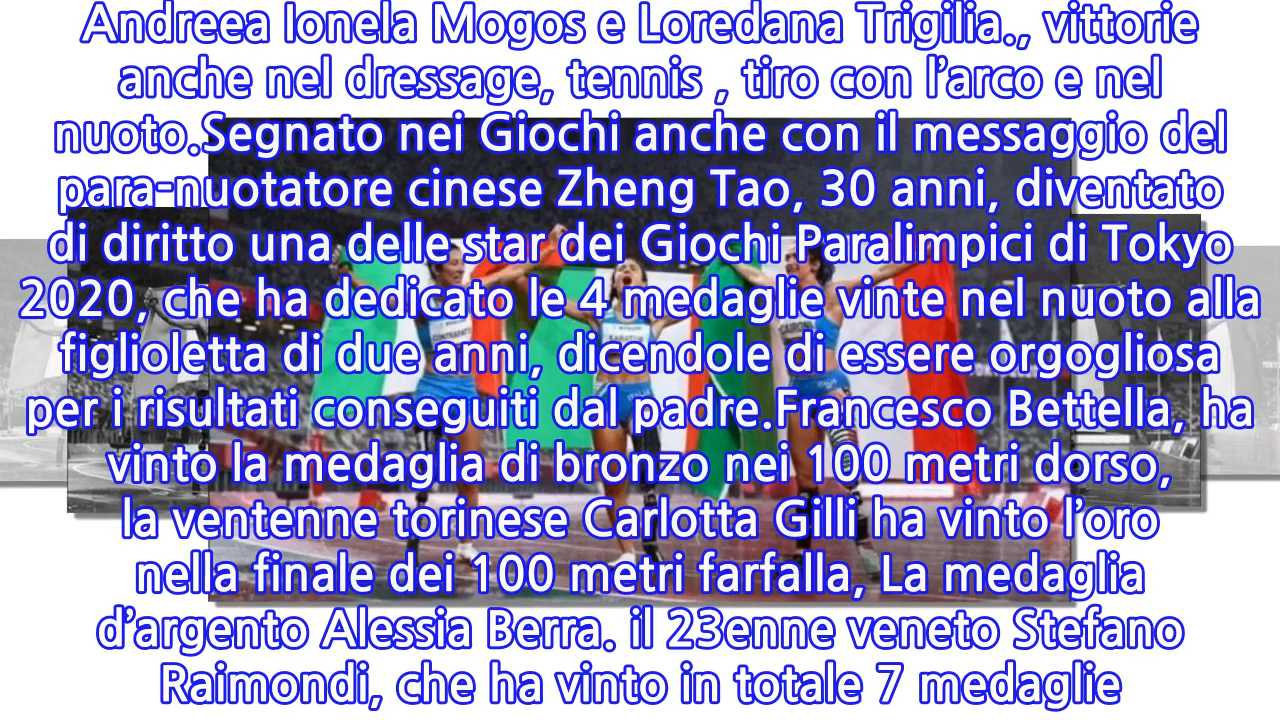 Andreea Ionela Mogos e Loredana Trigilia., vittorie
anche nel dressage, tennis , tiro con l’arco e nel
nuoto.Segnato nei Giochi anche con il messaggio del
para-nuotatore cinese Zheng Tao, 30 anni, diventato
di diritto una delle star dei Giochi Paralimpici di Tokyo
2020, che ha dedicato le 4 medaglie vinte nel nuoto alla
figlioletta di due anni, dicendole di essere orgogliosa
per i risultati conseguiti dal padre.Francesco Bettella, ha
vinto la medaglia di bronzo nei 100 metri dorso,
la ventenne torinese Carlotta Gilli ha vinto l’oro
nella finale dei 100 metri farfalla, La medaglia
d’argento Alessia Berra. il 23enne veneto Stefano
Raimondi, che ha vinto in totale 7 medaglie